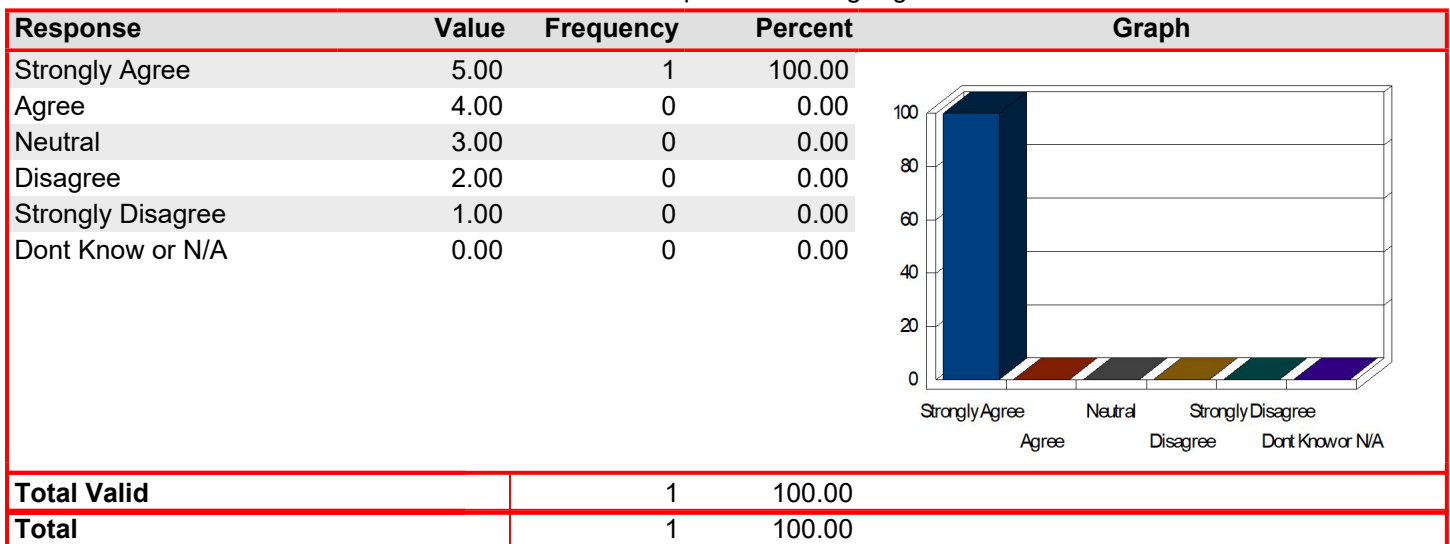 Response Value Frequency Percent Graph
Strongly Agree 5.00 1 100.00
Agree 4.00 0 0.00
Neutral 3.00 0 0.00
Disagree 2.00 0 0.00
Strongly Disagree 1.00 0 0.00
Dont Know or N/A 0.00 0 0.00
100
80
60
40
20
0
Strongly Agree Neutral Strongly Disagree
Agree Disagree Dont Know or N/A
Total Valid 1 100.00
Total 1 100.00